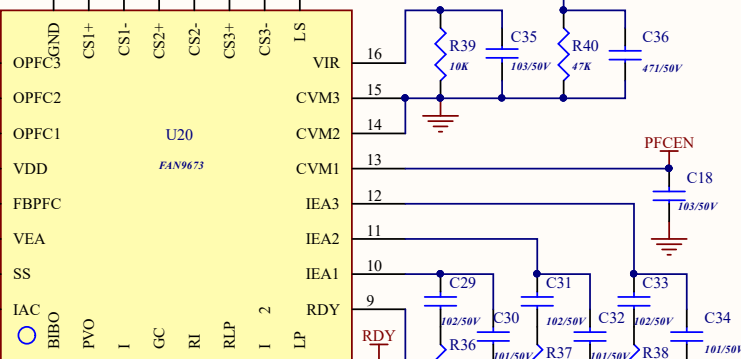 GND
CS1+
CS1-
CS2+
CS2-
CS3+
CS3-
LS
OPFC3
OPFC2
OPFC1
VDD
FBPFC
VEA
SS
IAC
U20
FAN9673
VIR
CVM3
CVM2
CVM1
IEA3
IEA2
IEA1
RDY
16
15
14
13
12
11
10
9
BIBO
PVO
I
GC
RI
RLP
I 2
LP
R39
10K
C35
103/50V
R40
47K
C36
471/50V
PFCEN
C18
103/50V
C29
102/50V
C30
101/50V
R36
C31
102/50V
C32
101/50V
R37
C33
102/50V
C34
101/50V
R38
RDY